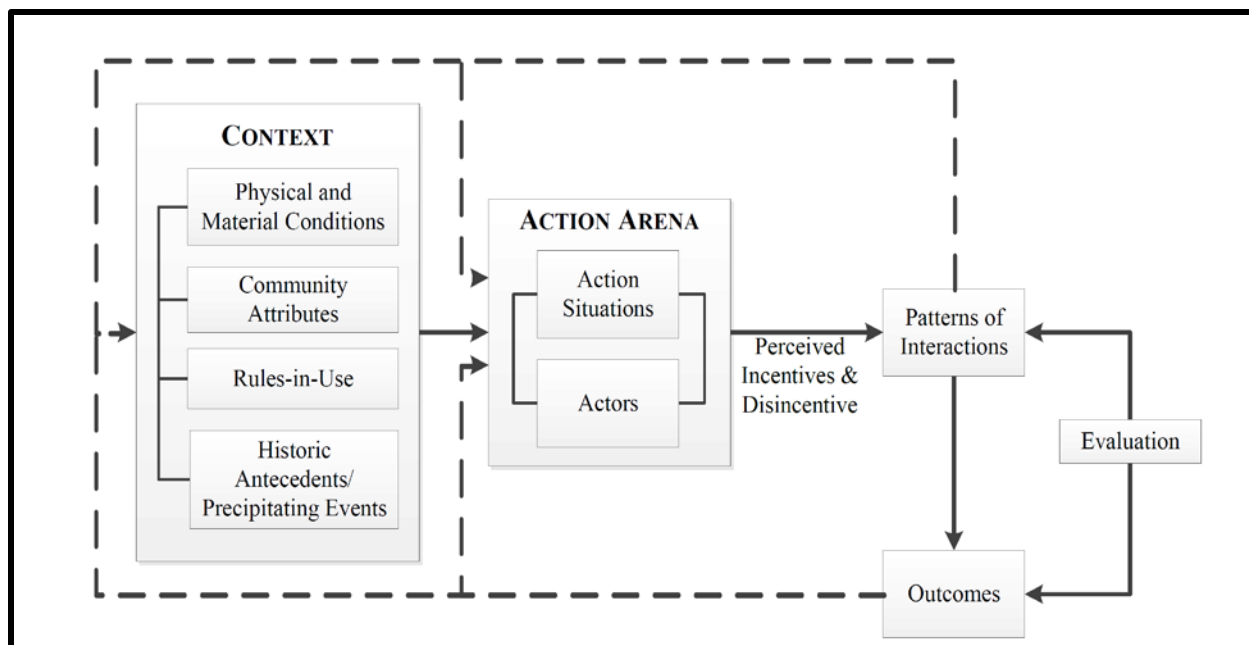 CONTEXT
Physical and
Material Conditions
Community
Attributes
Rules-in-Use
Historic
Antecedents/
Precipitating Events
ACTION ARENA
Action
Situations
Actors
Perceived
Incentives &
Disincentive
Patterns of
Interactions
Evaluation
Outcomes